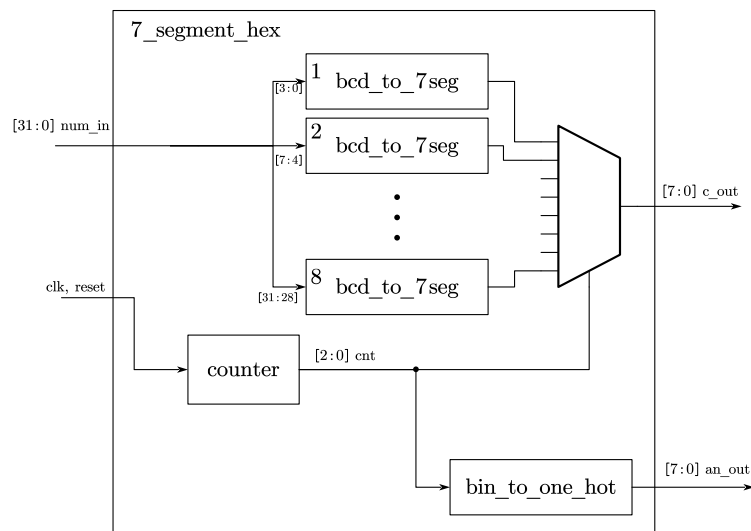 7_segment_hex
1
bcd_to_7seg
[3:0]
[31:0] num_in
2
bcd_to_7seg
[7:4]
[7:0] c_out
8
bcd_to_7seg
[31:28]
clk, reset
counter
[2:0] cnt
bin_to_one_hot
[7:0] an_out